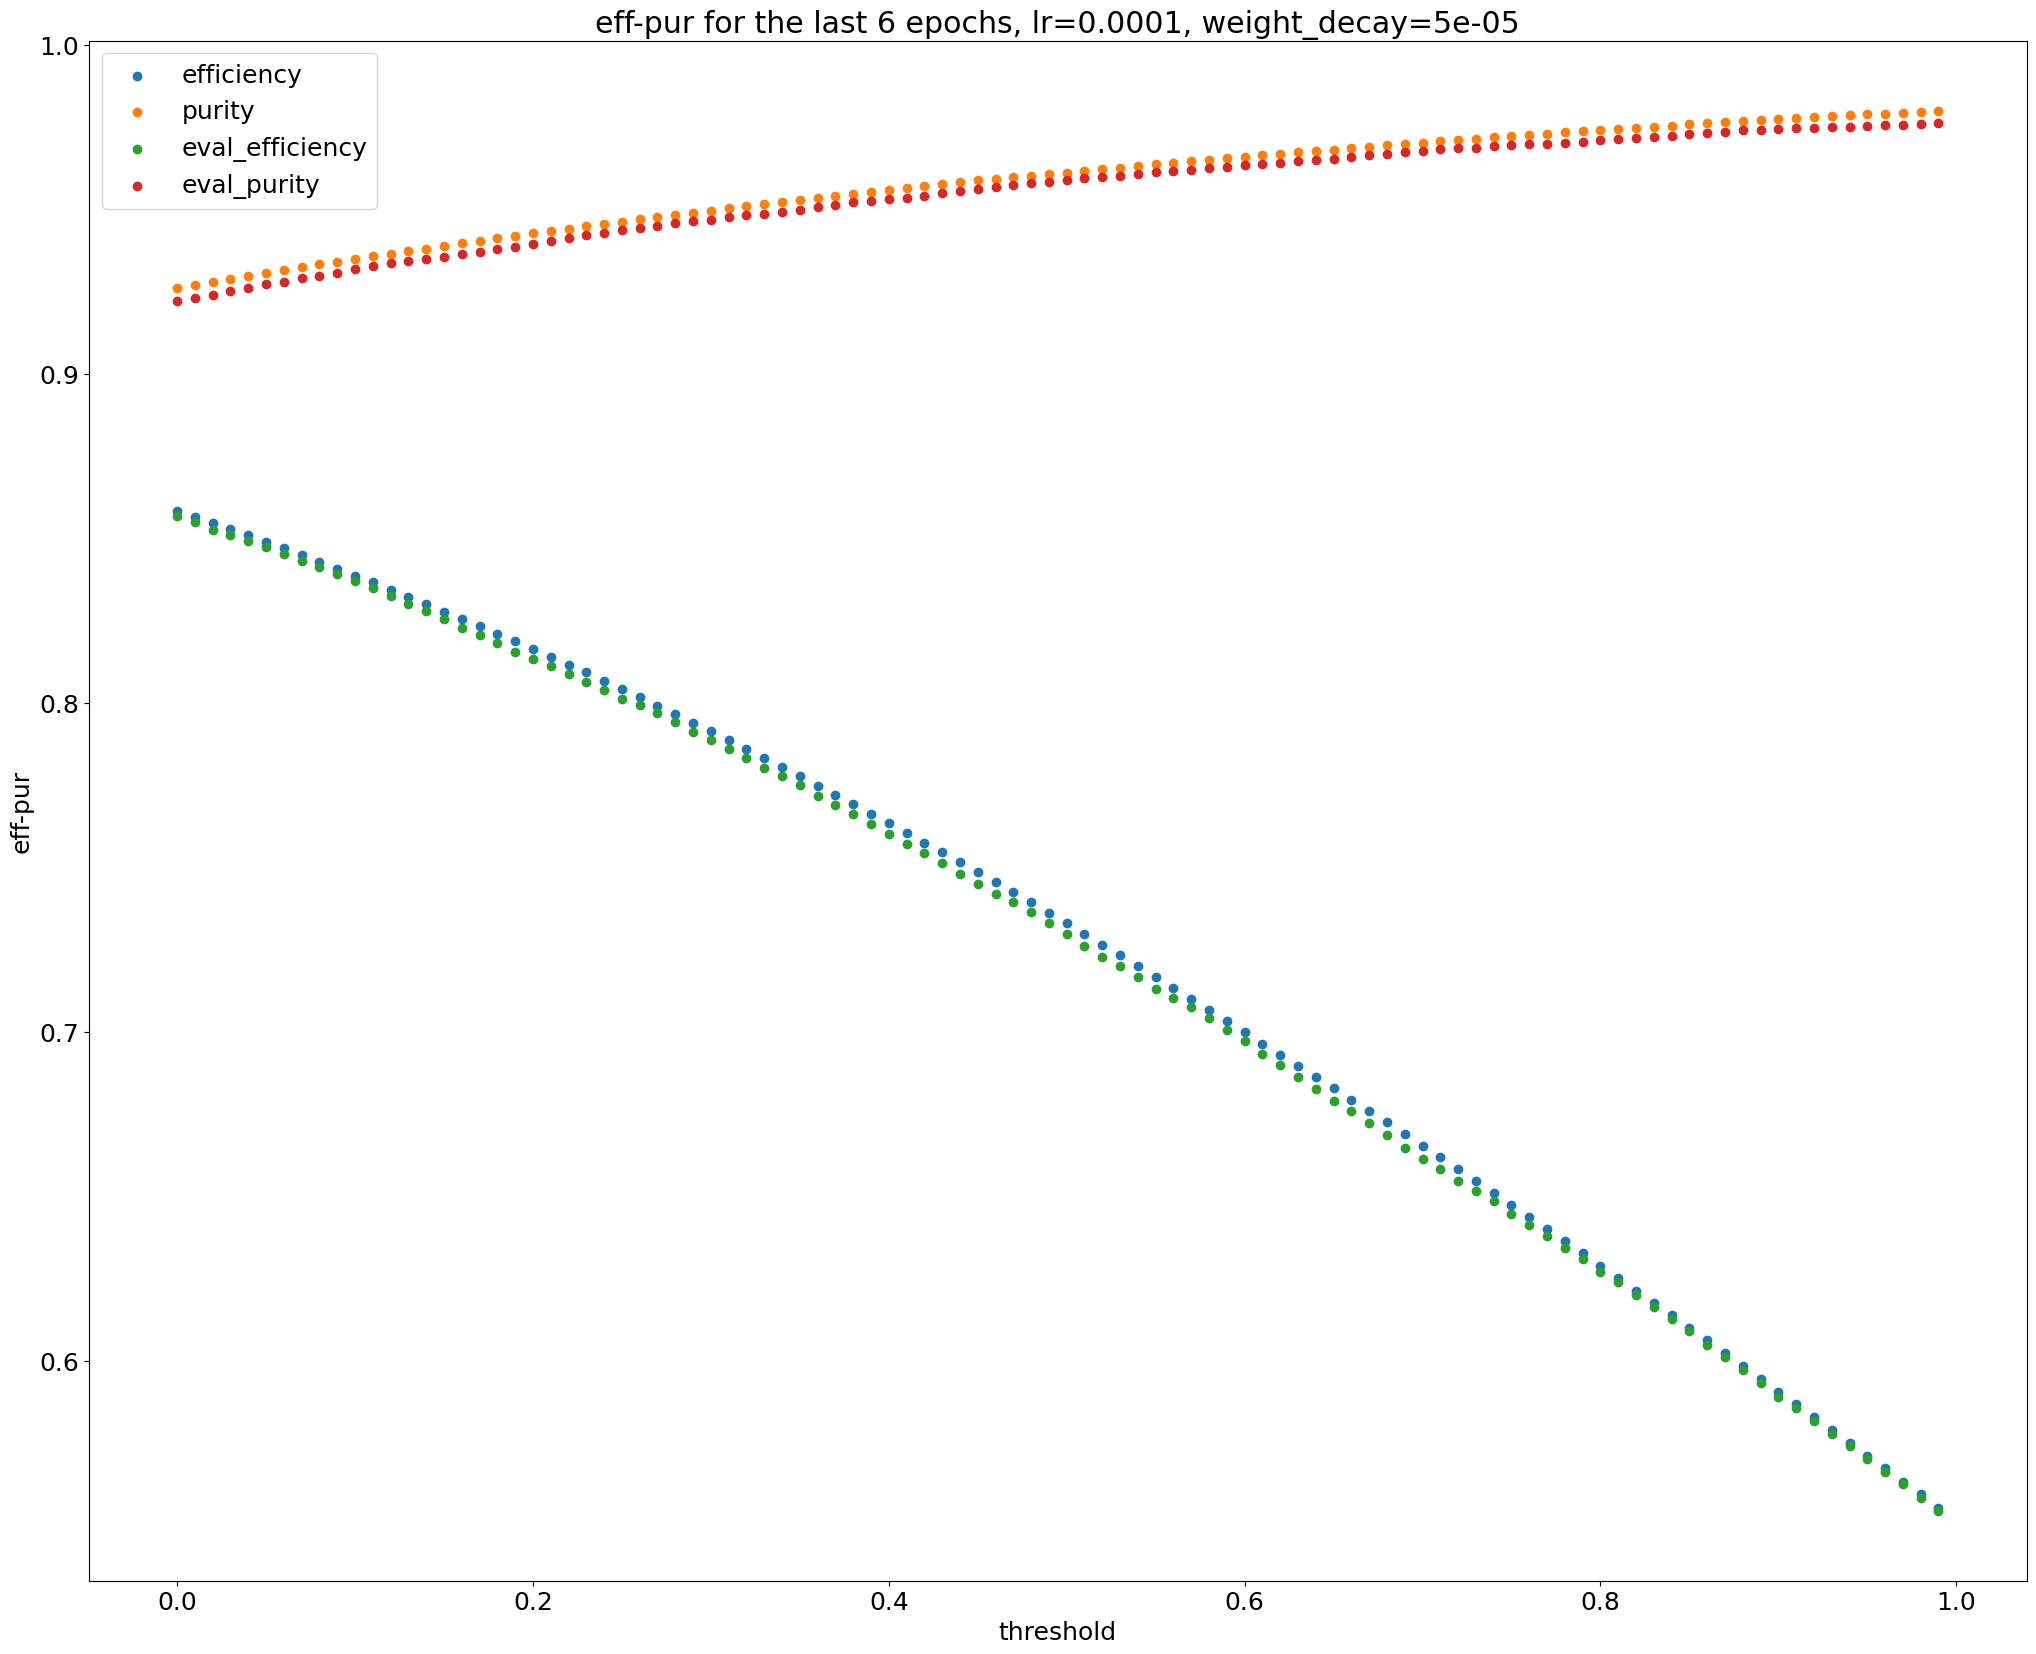 eff-pur for the last 6 epochs, lr=0.0001, weight_decay=5e-05
efficiency
purity
eval_efficiency
eval_purity
1.0
0.9
0.8
0.7
0.6
eff-pur
0.0 0.2 0.4 0.6 0.8 1.0
threshold